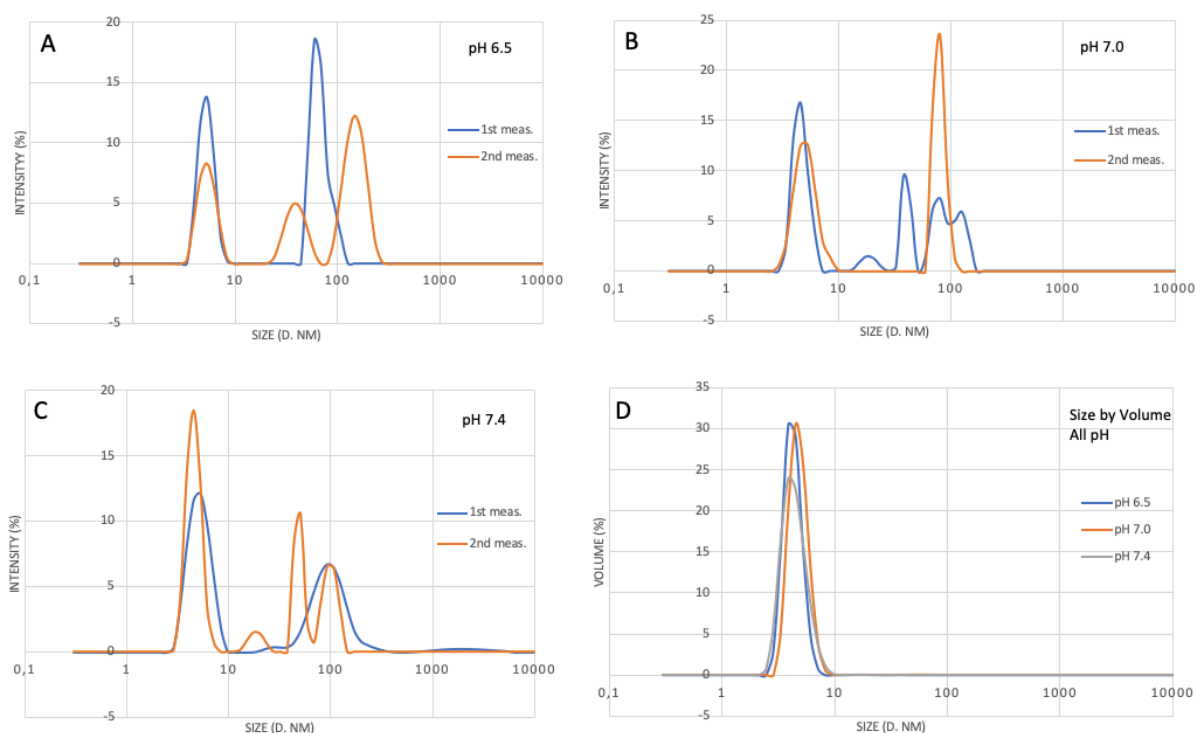 A
pH 6.5
20
15
10
5
0
-5
0,1
1
10
100
1000
10000
INTENSITYY (%)
SIZE (D. NM)
1st meas.
2nd meas.
B
pH 7.0
25
20
15
10
5
0
-5
0,1
1
10
100
1000
10000
INTENSITY (%)
SIZE (D. NM)
1st meas.
2nd meas.
C
pH 7.4
20
15
10
5
0
-5
0,1
1
10
100
1000
10000
INTENSITY (%)
SIZE (D. NM)
1st meas.
2nd meas.
D
Size by Volume
All pH
35
30
25
20
15
10
5
0
-5
0,1
1
10
100
1000
10000
VOLUME (%)
SIZE (D. NM)
pH 6.5
pH 7.0
pH 7.4